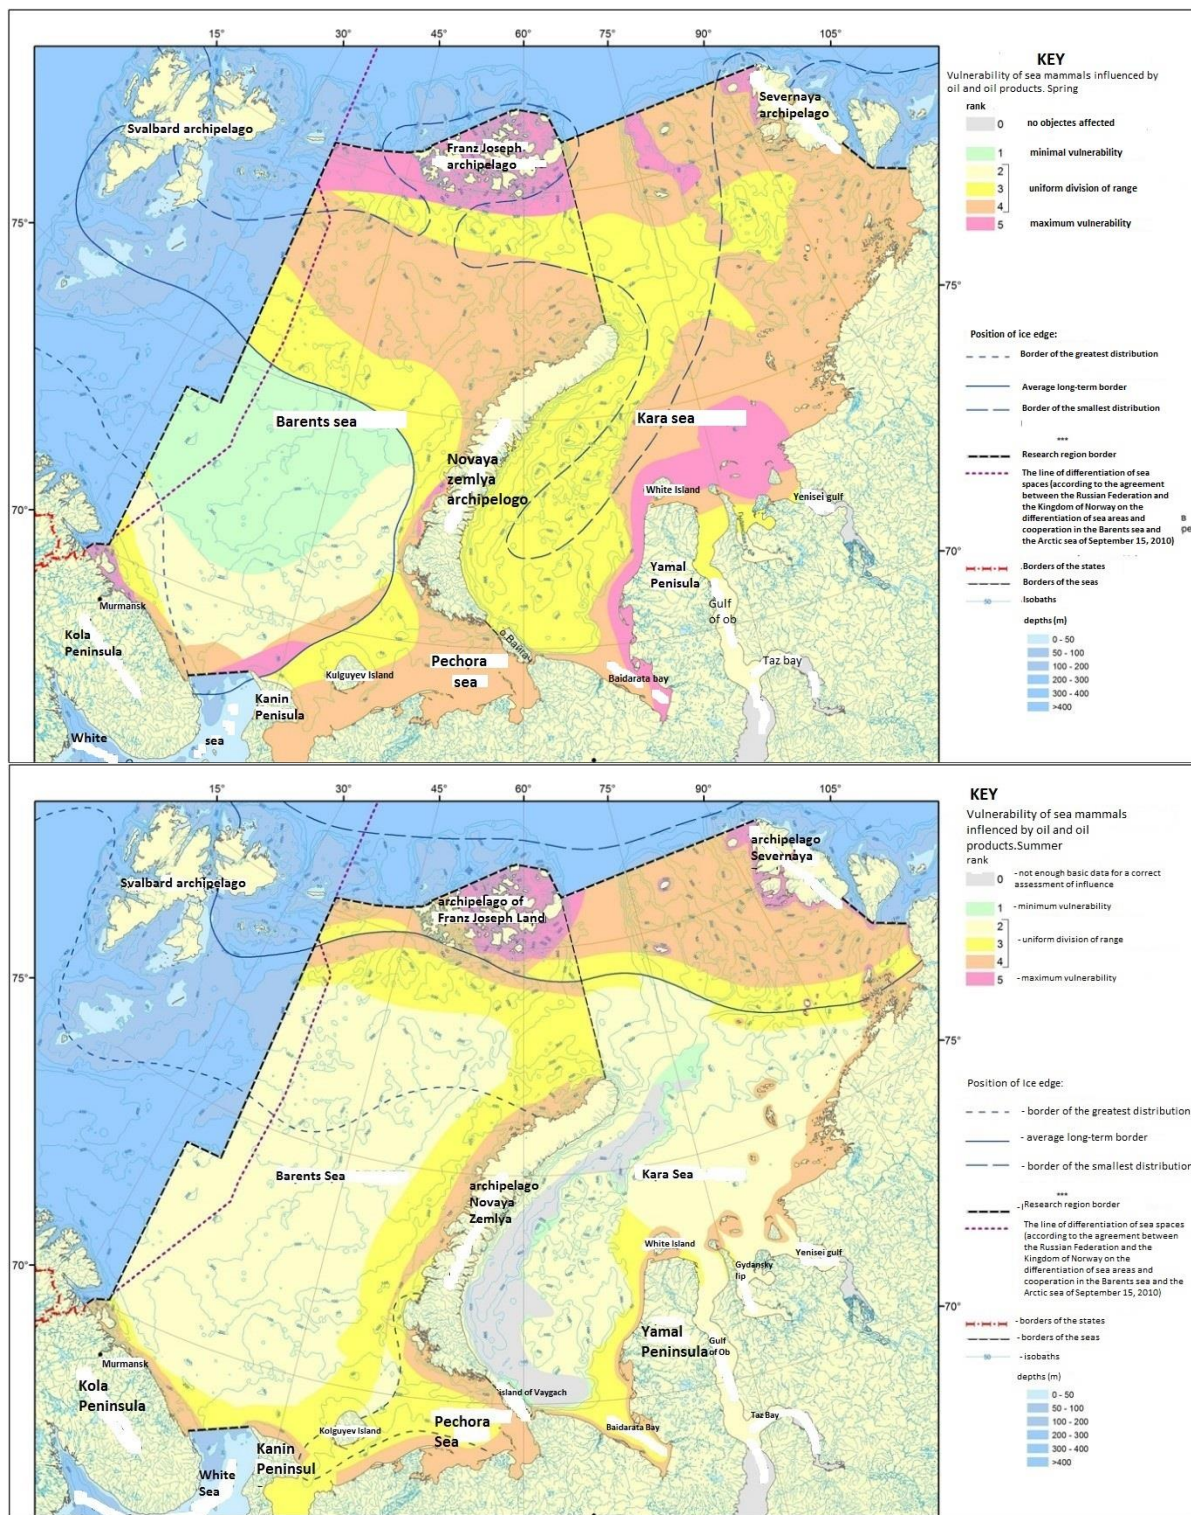 15°
30°
45°
60°
75°
90°
105°
75°
70°
75°
70°
Svalbard archipelago
Franz Joseph
archipelago
Severnaya
archipelago
Barents sea
Kara sea
Novaya
zemlya
archipelogo
White Island
Yenisei gulf
Yamal
Penisula
Gulf
of ob
Taz bay
Murmansk
Kola
Peninsula
Pechora
sea
Kulguyev Island
Baidarata bay
Kanin
Penisula
White
sea
KEY
Vulnerability of sea mammals influenced by
oil and oil products. Spring
rank
0 no objectes affected
1 minimal vulnerability
2
3 uniform division of range
4
5 maximum vulnerability
Position of ice edge:
Border of the greatest distribution
Average long-term border
Border of the smallest distribution
***
Research region border
The line of differentiation of sea
spaces (according to the agreement
between the Russian Federation and
the Kingdom of Norway on the
differentiation of sea areas and
cooperation in the Barents sea and
the Arctic sea of September 15, 2010)
Borders of the states
Borders of the seas
Isobaths
depths (m)
0 - 50
50 - 100
100 - 200
200 - 300
300 - 400
>400
15°
30°
45°
60°
75°
90°
105°
75°
70°
75°
70°
Svalbard archipelago
archipelago of
Franz Joseph Land
archipelago
Severnaya
Barents Sea
Kara Sea
archipelago
Novaya
Zemlya
White Island
Yenisei gulf
Gydansky
Yamal
Peninsula
Gulf
of Ob
Murmansk
Kola
Peninsula
island of Vaygach
Kolguyev Island
Pechora
Sea
Baidarata Bay
Taz Bay
Kanin
Peninsul
White
Sea
KEY
Vulnerability of sea mammals
inflenced by oil and oil
products.Summer
rank
0 - not enough basic data for a correct
assessment of influence
1 - minimum vulnerability
2
3 - uniform division of range
4
5 - maximum vulnerability
Position of Ice edge:
- border of the greatest distribution
- average long-term border
- border of the smallest distribution
***
Research region border
The line of differentiation of sea spaces
(according to the agreement between
the Russian Federation and the
Kingdom of Norway on the
differentiation of sea areas and
cooperation in the Barents sea and the
Arctic sea of September 15, 2010)
- borders of the states
- borders of the seas
- isobaths
depths (m)
0 - 50
50 - 100
100 - 200
200 - 300
300 - 400
>400